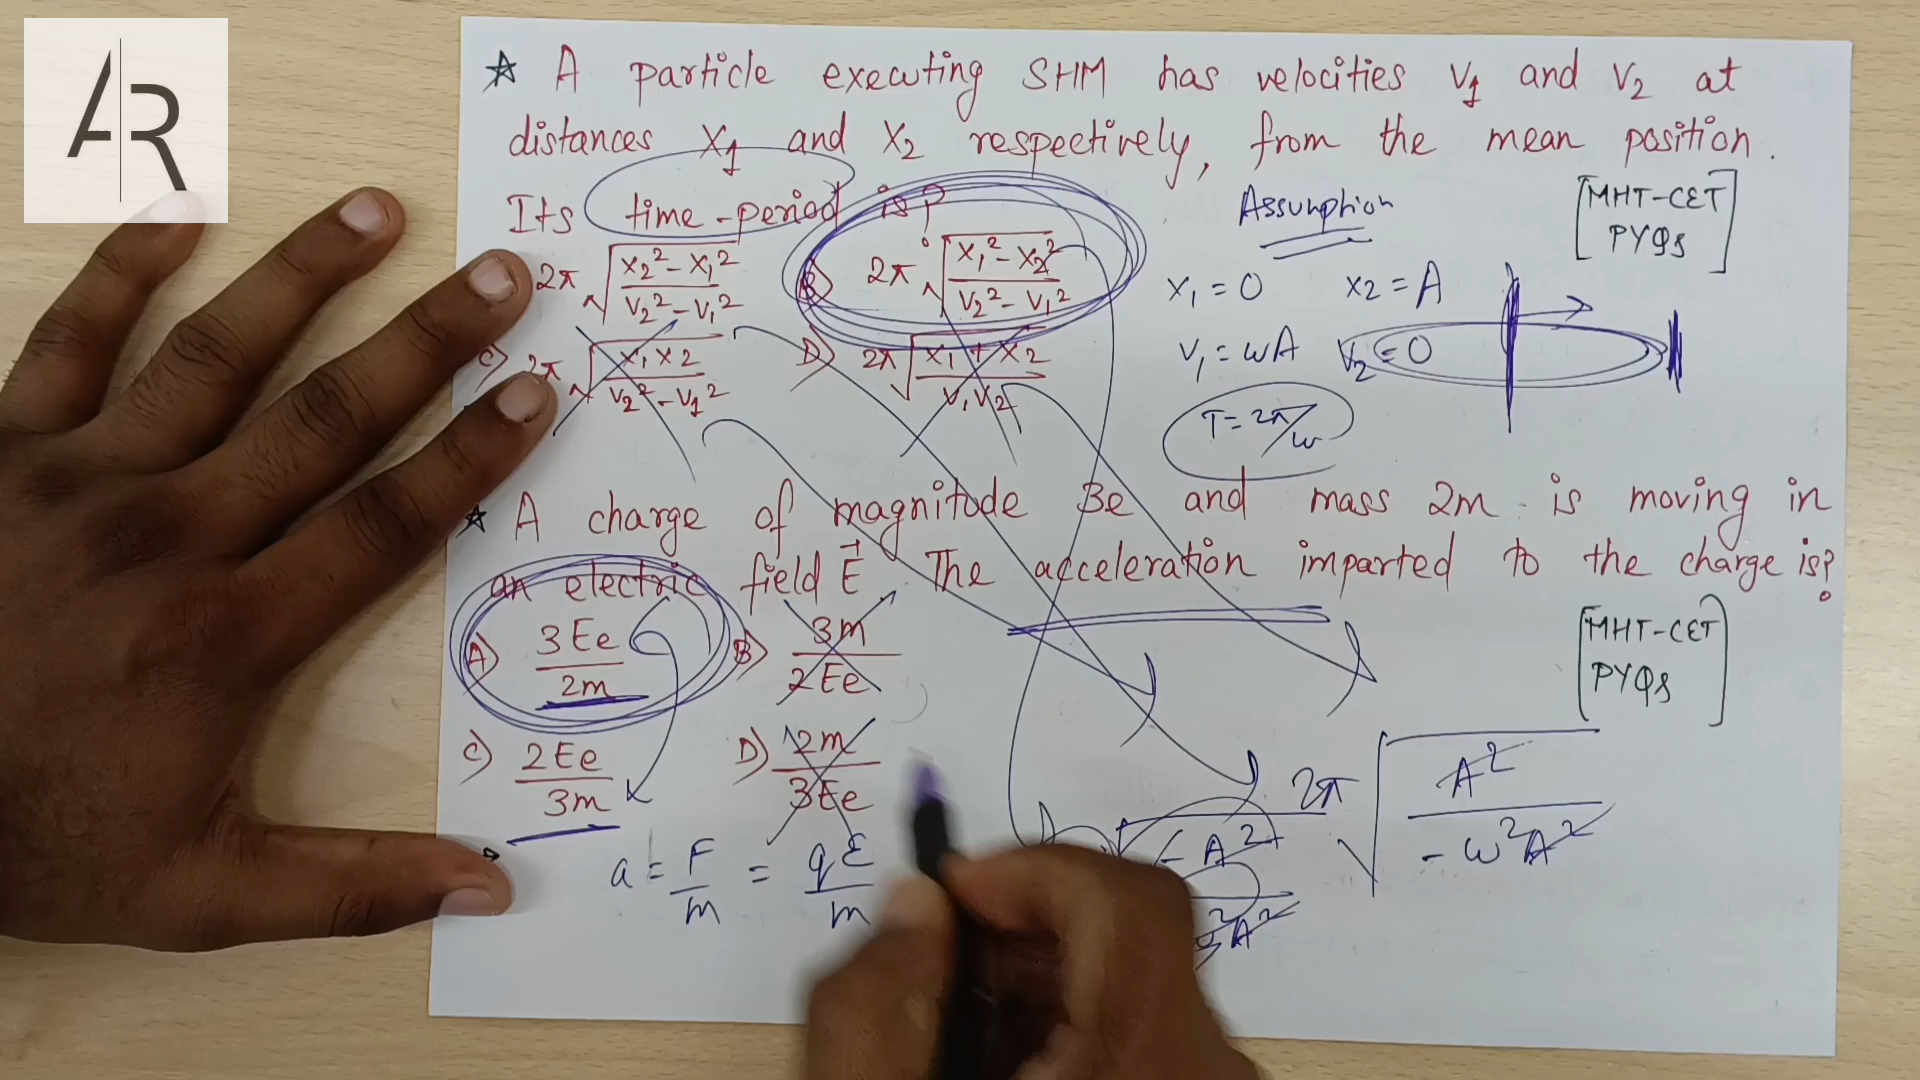 AR
☆ A particle executing SHM has velocities V1 and V2 at
distances X1 and X2 respectively, from the mean position.
Its time-period is?
Assumption
[MHT-CET
PYQs]
2π √(X2² - X1² / V2² - V1²)
B) 2π √(X1² - X2² / V2² - V1²)
x1 = 0 x2 = A
C) 2π √(X1 X2 / V2² - V1²)
D) 2π √(X1 + X2 / V1 V2)
V1 = ωA V2 = 0
T = 2π/ω
☆ A charge of magnitude 3e and mass 2m is moving in
an electric field E⃗ The acceleration imparted to the charge is?
[MHT-CET
PYQs]
A) 3Ee / 2m
B) 3m / 2Ee
C) 2Ee / 3m
D) 2m / 3Ee
2π √(A² / -ω²A²)
a = F/m = qE/m